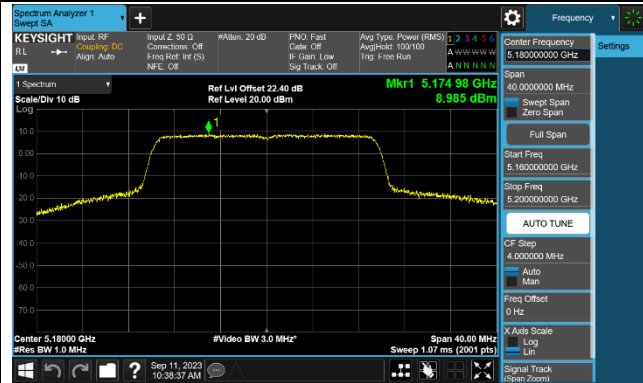 Spectrum Analyzer 1
Swept SA
+
Frequency
KEYSIGHT
RL
LXI
Input: RF
Coupling: DC
Align: Auto
Input Z: 50 Ω
Corrections: Off
Freq Ref: Int (S)
NFE: Off
#Atten: 20 dB
PNO: Fast
Gate: Off
IF Gain: Low
Sig Track: Off
Avg Type: Power (RMS)
Avg|Hold: 100/100
Trig: Free Run
1 2 3 4 5 6
A W W W W W
A N N N N N
1 Spectrum
Scale/Div 10 dB
Log
Ref Lvl Offset 22.40 dB
Ref Level 20.00 dBm
Mkr1 5.174 98 GHz
8.985 dBm
1
10.0
0.00
-10.0
-20.0
-30.0
-40.0
-50.0
-60.0
-70.0
Center 5.18000 GHz
#Res BW 1.0 MHz
#Video BW 3.0 MHz*
Span 40.00 MHz
Sweep 1.07 ms (2001 pts)
Sep 11, 2023
10:38:37 AM
?
Center Frequency
5.180000000 GHz
Settings
Span
40.0000000 MHz
Swept Span
Zero Span
Full Span
Start Freq
5.160000000 GHz
Stop Freq
5.200000000 GHz
AUTO TUNE
CF Step
4.000000 MHz
Auto
Man
Freq Offset
0 Hz
X Axis Scale
Log
Lin
Signal Track
(Span Zoom)